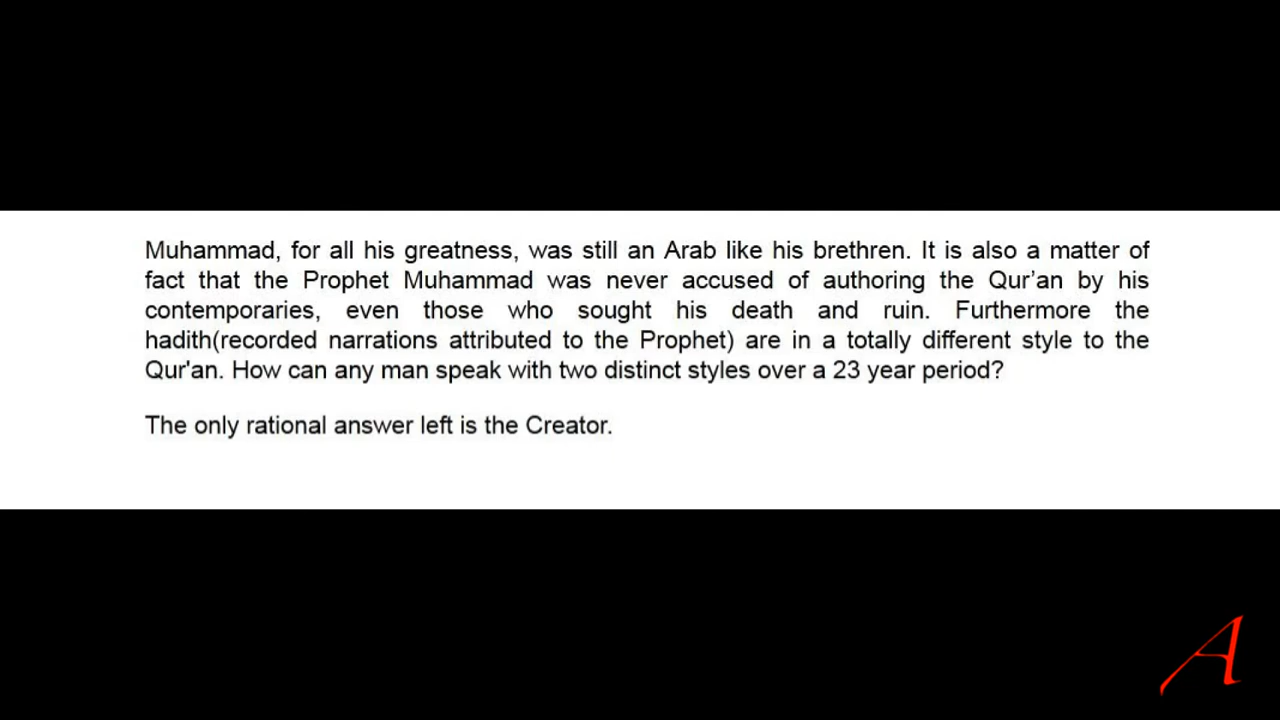 Muhammad, for all his greatness, was still an Arab like his brethren. It is also a matter of
fact that the Prophet Muhammad was never accused of authoring the Qur’an by his
contemporaries, even those who sought his death and ruin. Furthermore the
hadith(recorded narrations attributed to the Prophet) are in a totally different style to the
Qur'an. How can any man speak with two distinct styles over a 23 year period?
The only rational answer left is the Creator.
A